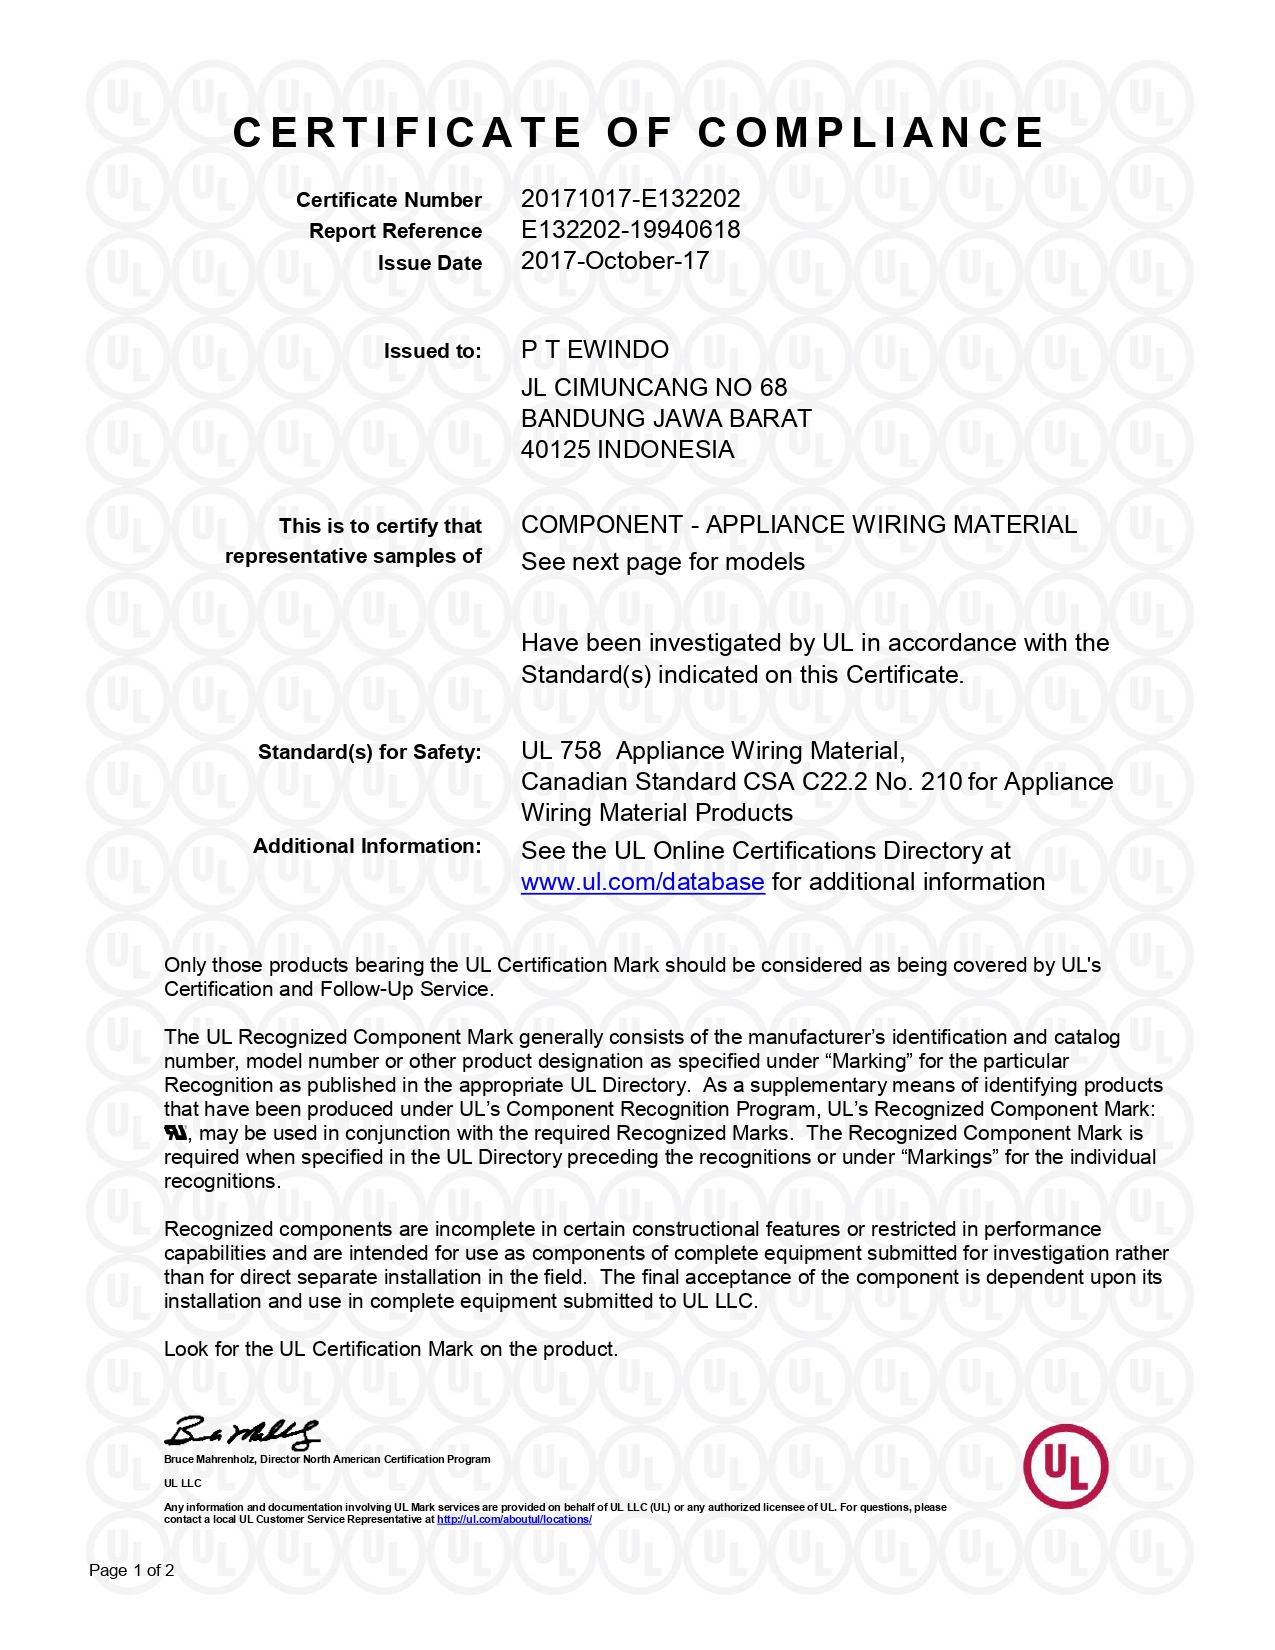 CERTIFICATE OF COMPLIANCE
Certificate Number 20171017-E132202
Report Reference E132202-19940618
Issue Date 2017-October-17
Issued to: P T EWINDO
JL CIMUNCANG NO 68
BANDUNG JAWA BARAT
40125 INDONESIA
This is to certify that COMPONENT - APPLIANCE WIRING MATERIAL
representative samples of See next page for models
Have been investigated by UL in accordance with the
Standard(s) indicated on this Certificate.
Standard(s) for Safety: UL 758 Appliance Wiring Material,
Canadian Standard CSA C22.2 No. 210 for Appliance
Wiring Material Products
Additional Information: See the UL Online Certifications Directory at
www.ul.com/database for additional information
Only those products bearing the UL Certification Mark should be considered as being covered by UL's
Certification and Follow-Up Service.
The UL Recognized Component Mark generally consists of the manufacturer’s identification and catalog
number, model number or other product designation as specified under “Marking” for the particular
Recognition as published in the appropriate UL Directory. As a supplementary means of identifying products
that have been produced under UL’s Component Recognition Program, UL’s Recognized Component Mark:
, may be used in conjunction with the required Recognized Marks. The Recognized Component Mark is
required when specified in the UL Directory preceding the recognitions or under “Markings” for the individual
recognitions.
Recognized components are incomplete in certain constructional features or restricted in performance
capabilities and are intended for use as components of complete equipment submitted for investigation rather
than for direct separate installation in the field. The final acceptance of the component is dependent upon its
installation and use in complete equipment submitted to UL LLC.
Look for the UL Certification Mark on the product.
Bruce Mahrenholz, Director North American Certification Program
UL LLC
Any information and documentation involving UL Mark services are provided on behalf of UL LLC (UL) or any authorized licensee of UL. For questions, please
contact a local UL Customer Service Representative at http://ul.com/aboutul/locations/
UL
Page 1 of 2